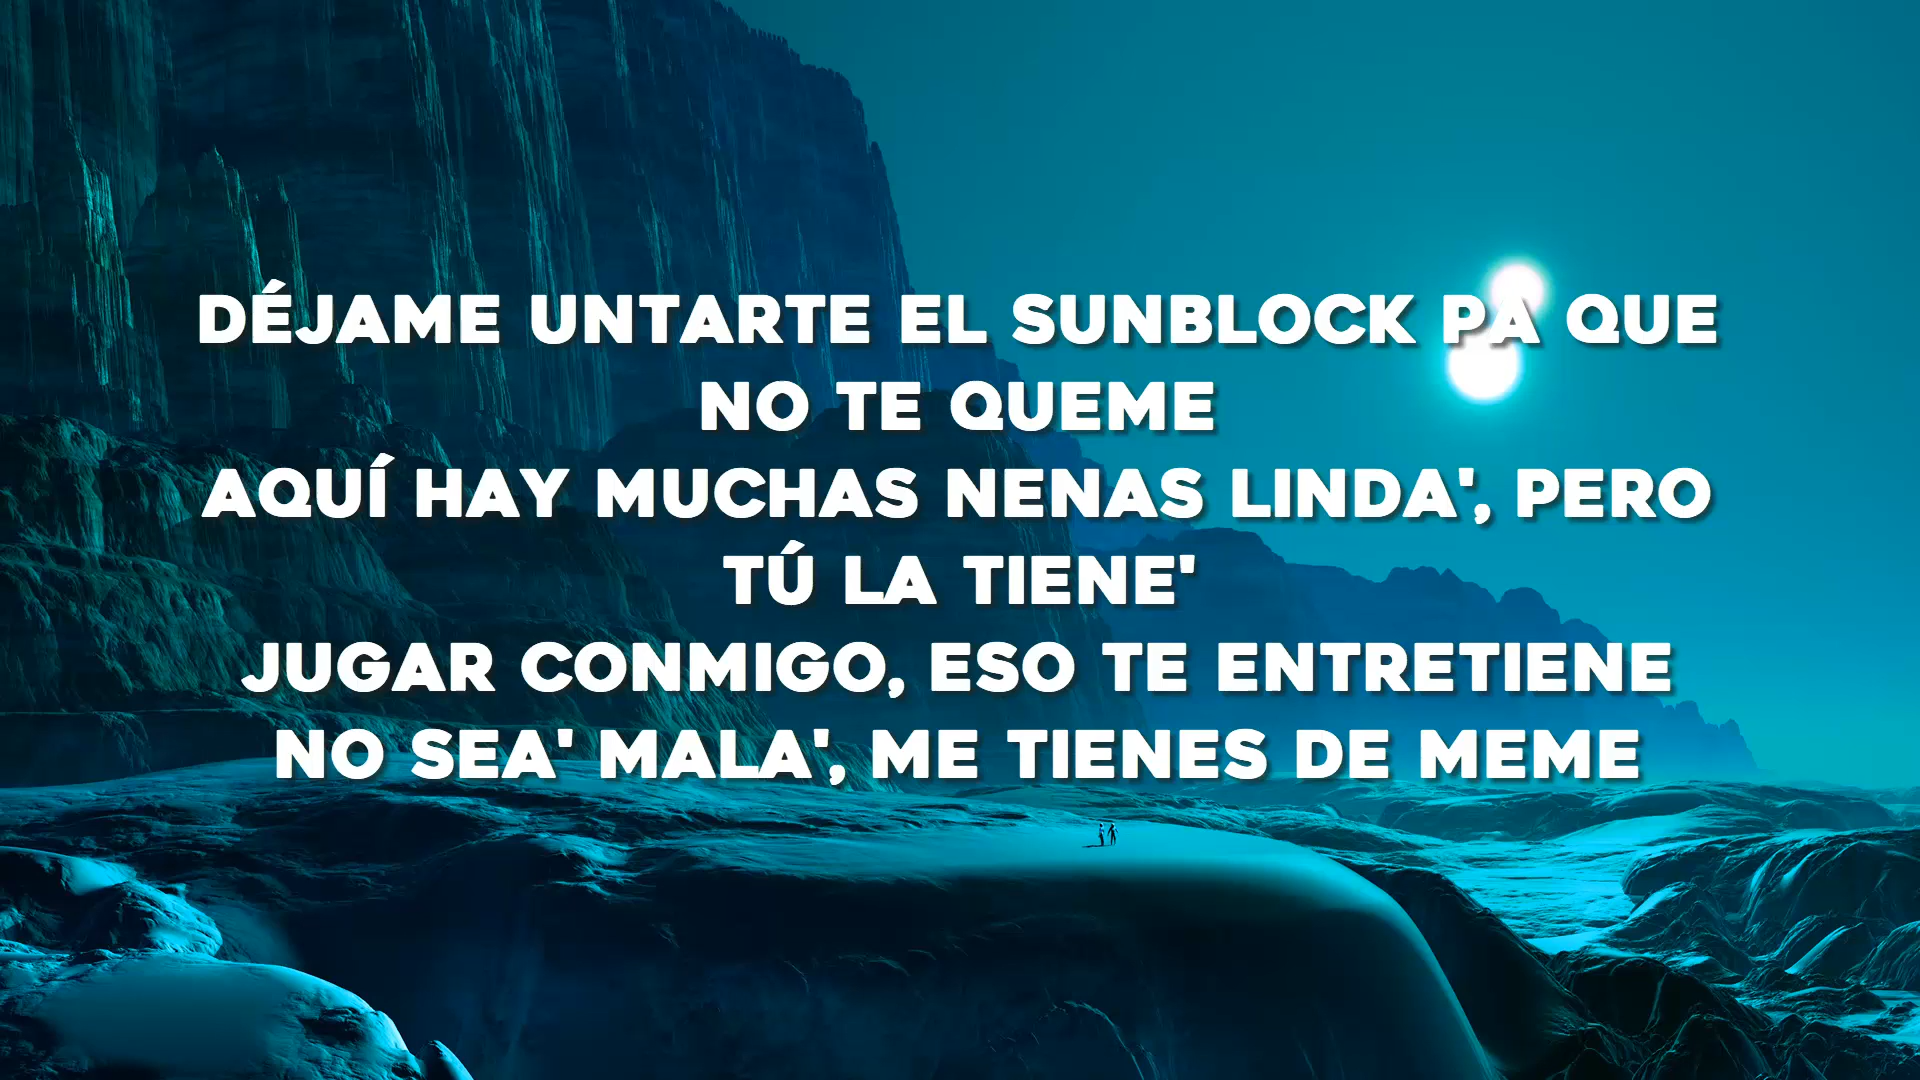 DÉJAME UNTARTE EL SUNBLOCK PA QUE
NO TE QUEME
AQUÍ HAY MUCHAS NENAS LINDA', PERO
TÚ LA TIENE'
JUGAR CONMIGO, ESO TE ENTRETIENE
NO SEA' MALA', ME TIENES DE MEME